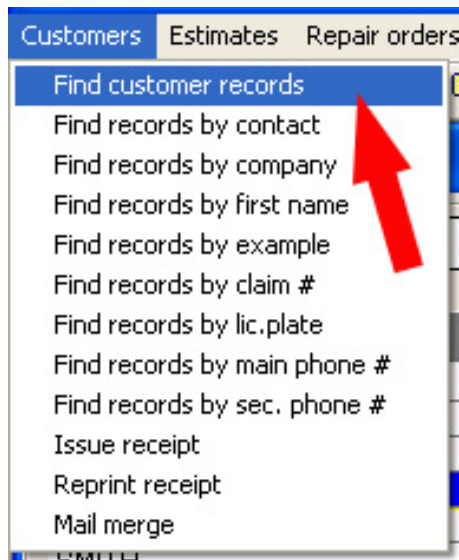 Customers Estimates Repair orders
Find customer records
Find records by contact
Find records by company
Find records by first name
Find records by example
Find records by claim #
Find records by lic.plate
Find records by main phone #
Find records by sec. phone #
Issue receipt
Reprint receipt
Mail merge
SMITH